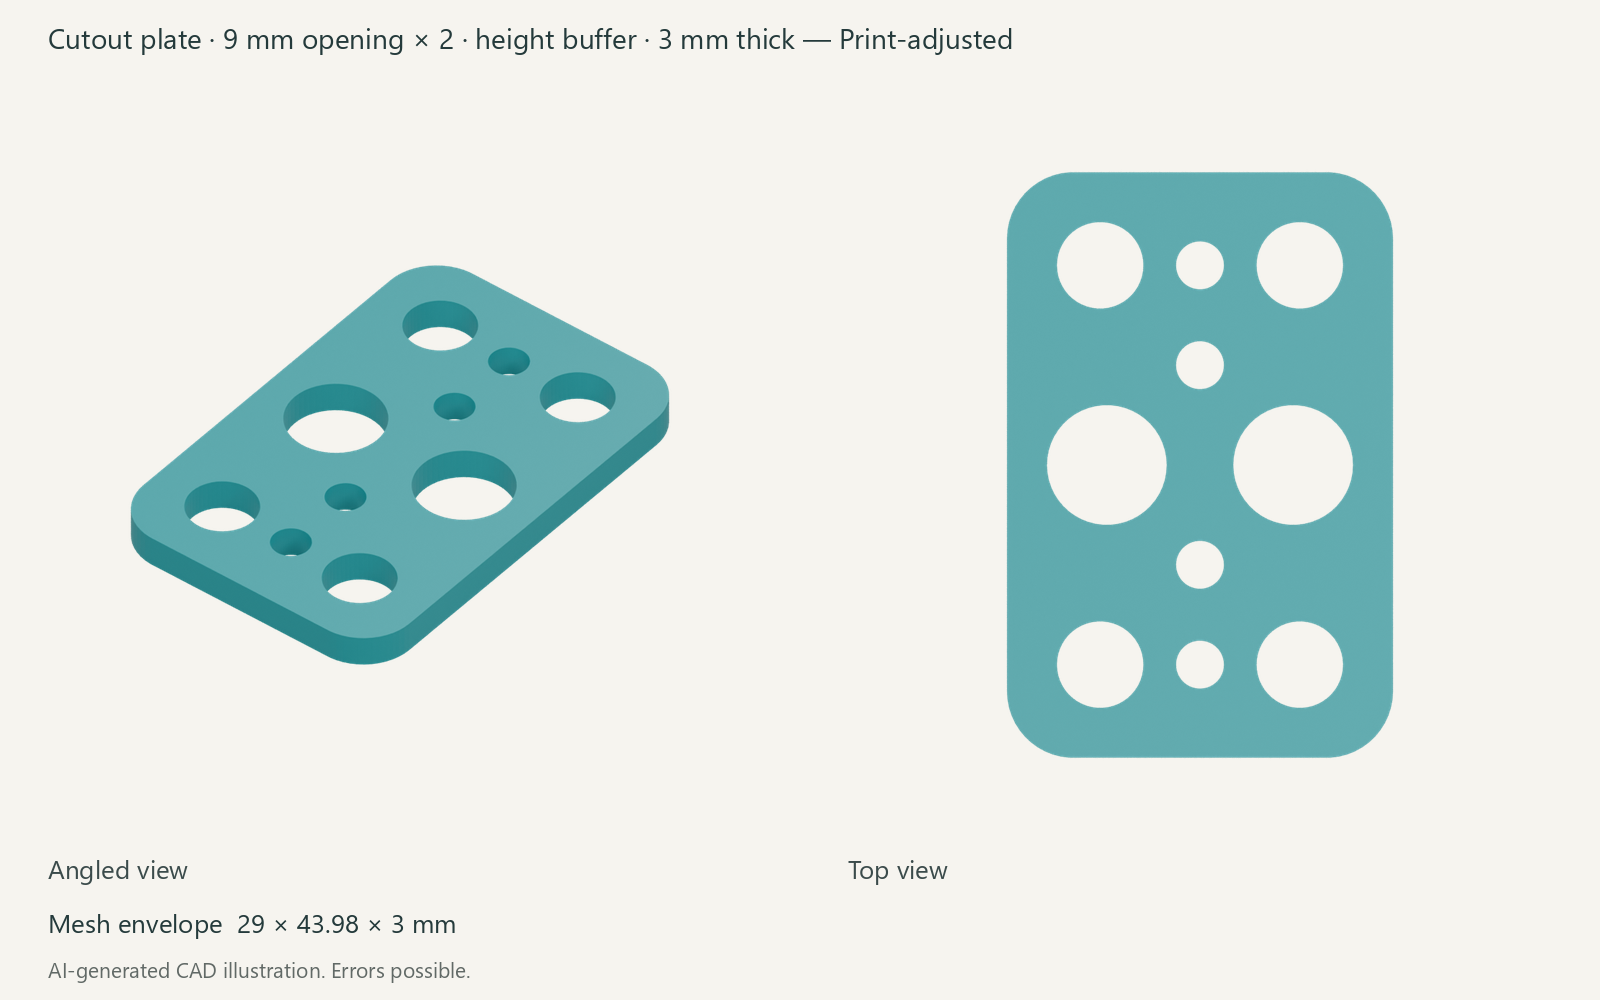 Cutout plate · 9 mm opening × 2 · height buffer · 3 mm thick — Print-adjusted
Angled view
Top view
Mesh envelope 29 × 43.98 × 3 mm
AI-generated CAD illustration. Errors possible.